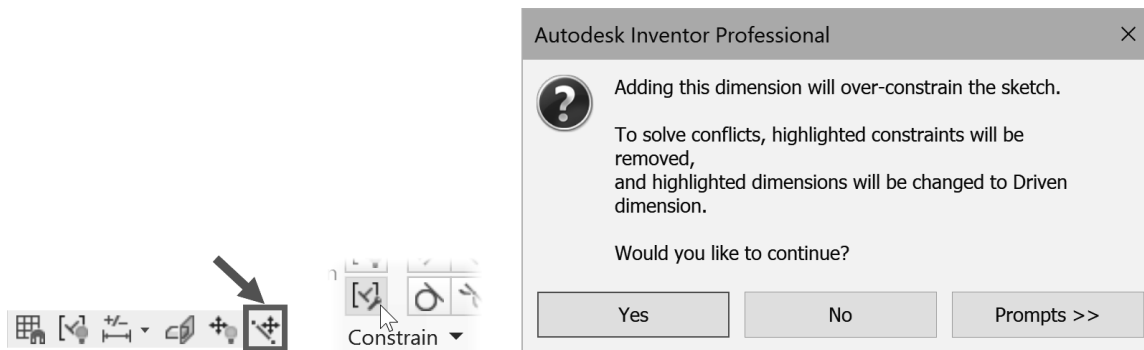 Autodesk Inventor Professional
Adding this dimension will over-constrain the sketch.
To solve conflicts, highlighted constraints will be
removed,
and highlighted dimensions will be changed to Driven
dimension.
Would you like to continue?
Yes
No
Prompts >>
Constrain